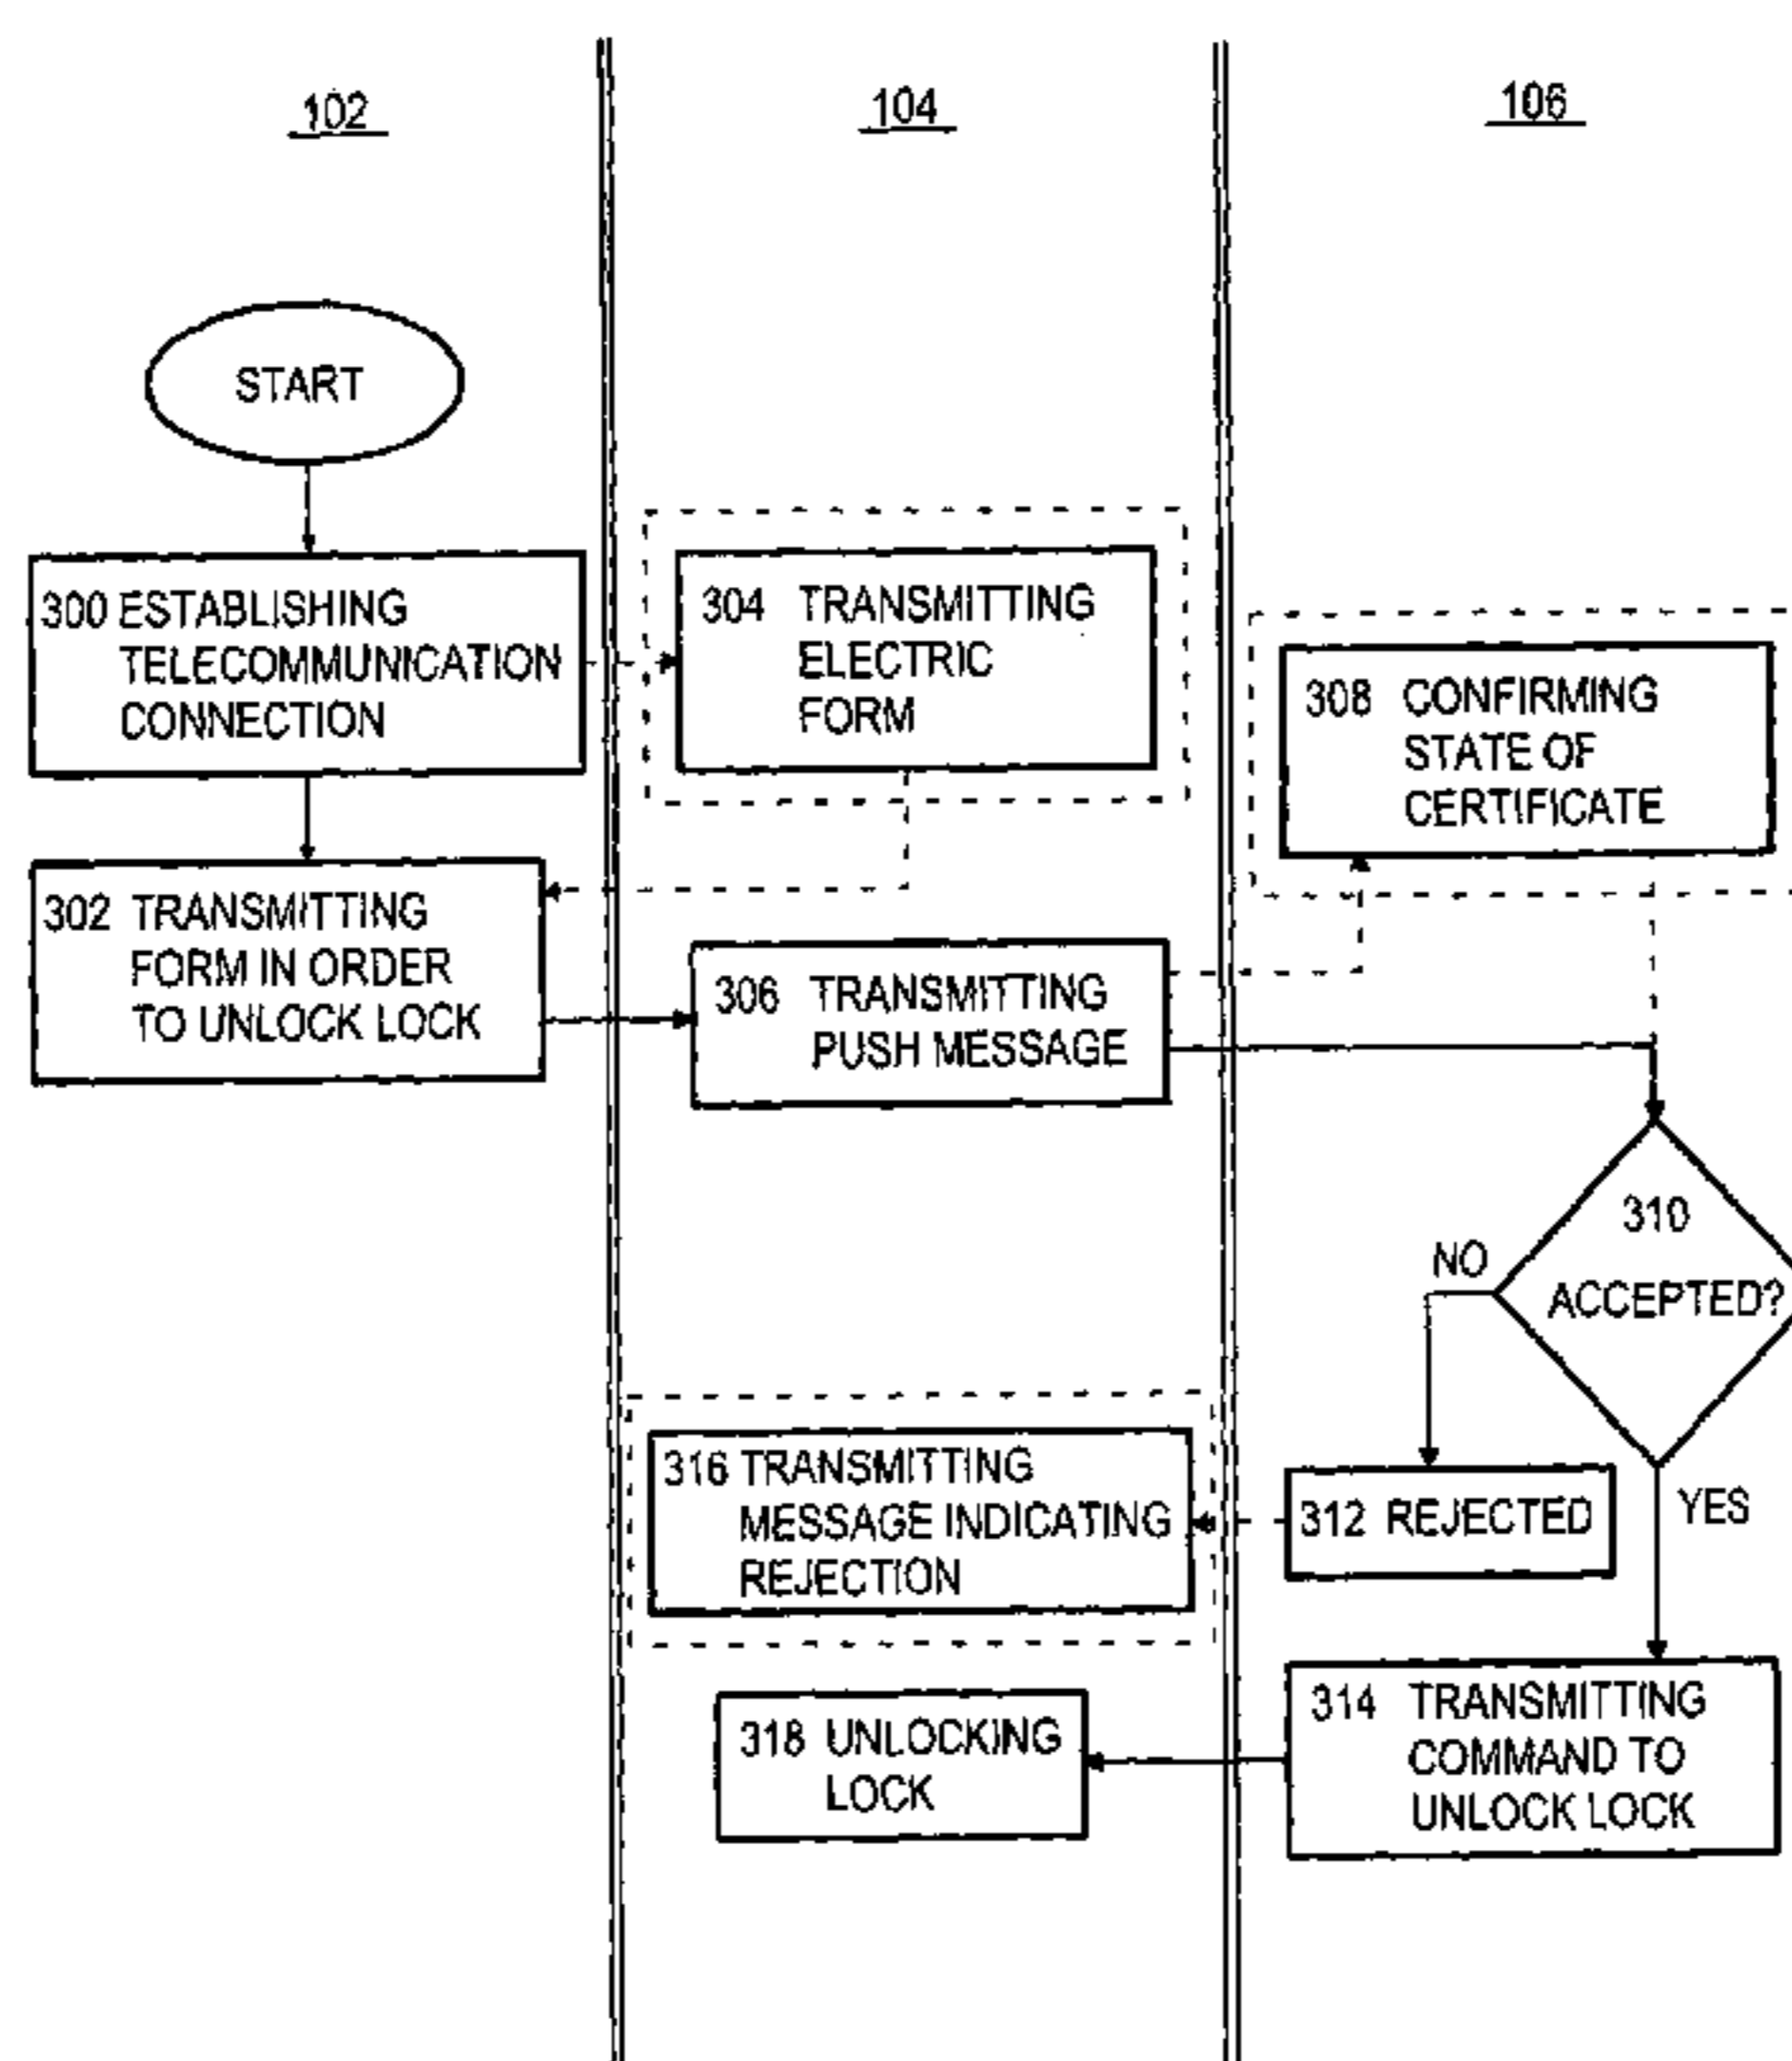 102
104
106
START
300 ESTABLISHING
TELECOMMUNICATION
CONNECTION
304 TRANSMITTING
ELECTRIC
FORM
308 CONFIRMING
STATE OF
CERTIFICATE
302 TRANSMITTING
FORM IN ORDER
TO UNLOCK LOCK
306 TRANSMITTING
PUSH MESSAGE
310
ACCEPTED?
NO
YES
316 TRANSMITTING
MESSAGE INDICATING
REJECTION
312 REJECTED
314 TRANSMITTING
COMMAND TO
UNLOCK LOCK
318 UNLOCKING
LOCK